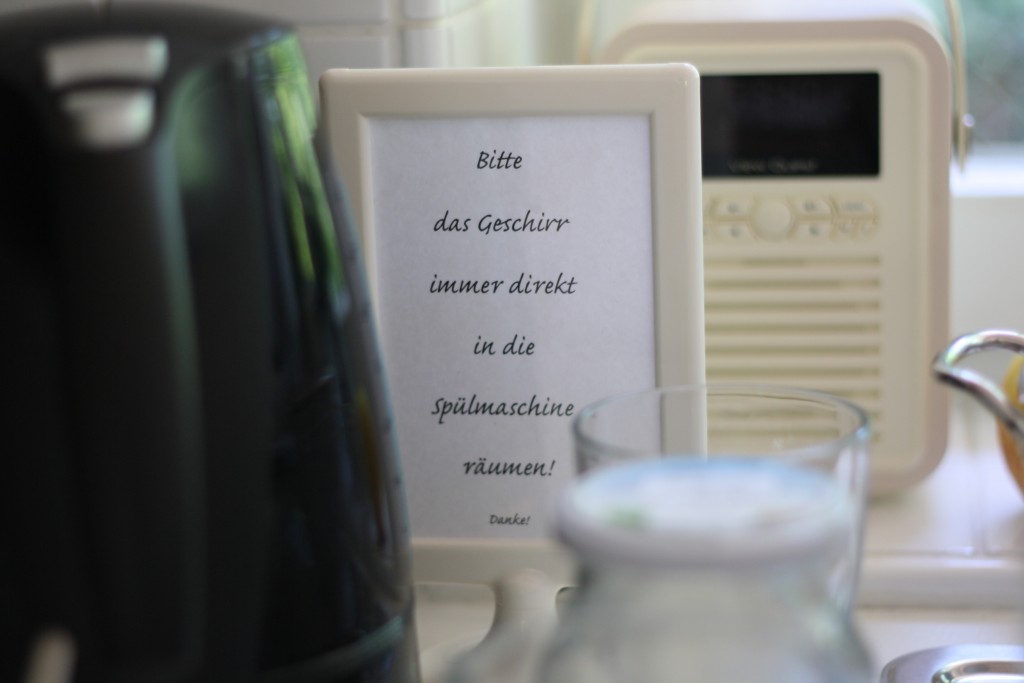 Bitte
das Geschirr
immer direkt
in die
Spülmaschine
räumen!
Danke!